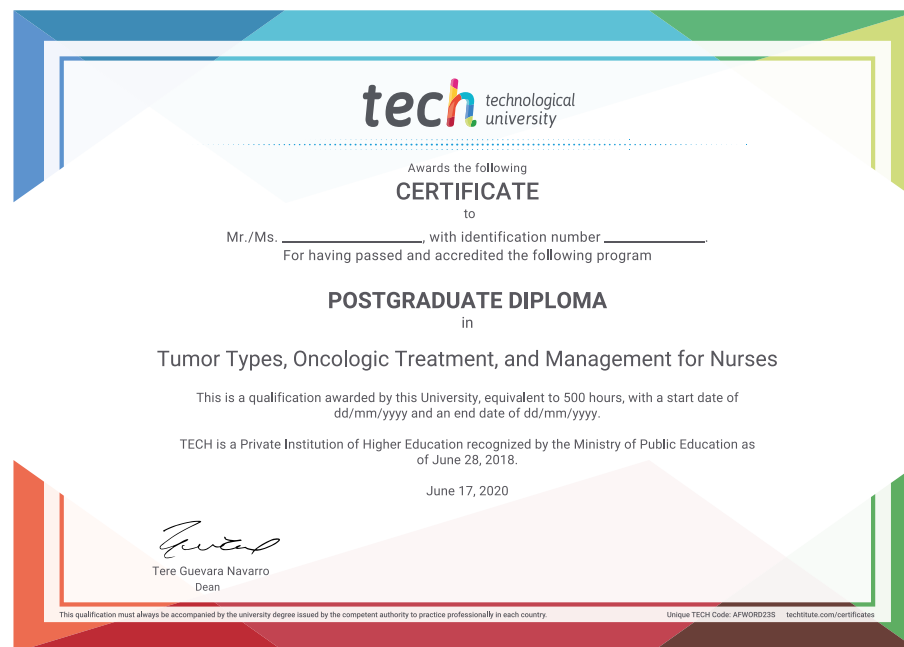 tech technological
university
Awards the following
CERTIFICATE
to
Mr./Ms. ____________________, with identification number ______________.
For having passed and accredited the following program
POSTGRADUATE DIPLOMA
in
Tumor Types, Oncologic Treatment, and Management for Nurses
This is a qualification awarded by this University, equivalent to 500 hours, with a start date of
dd/mm/yyyy and an end date of dd/mm/yyyy.
TECH is a Private Institution of Higher Education recognized by the Ministry of Public Education as
of June 28, 2018.
June 17, 2020
Tere Guevara Navarro
Dean
This qualification must always be accompanied by the university degree issued by the competent authority to practice professionally in each country. Unique TECH Code: AFWORD23S techtitute.com/certificates